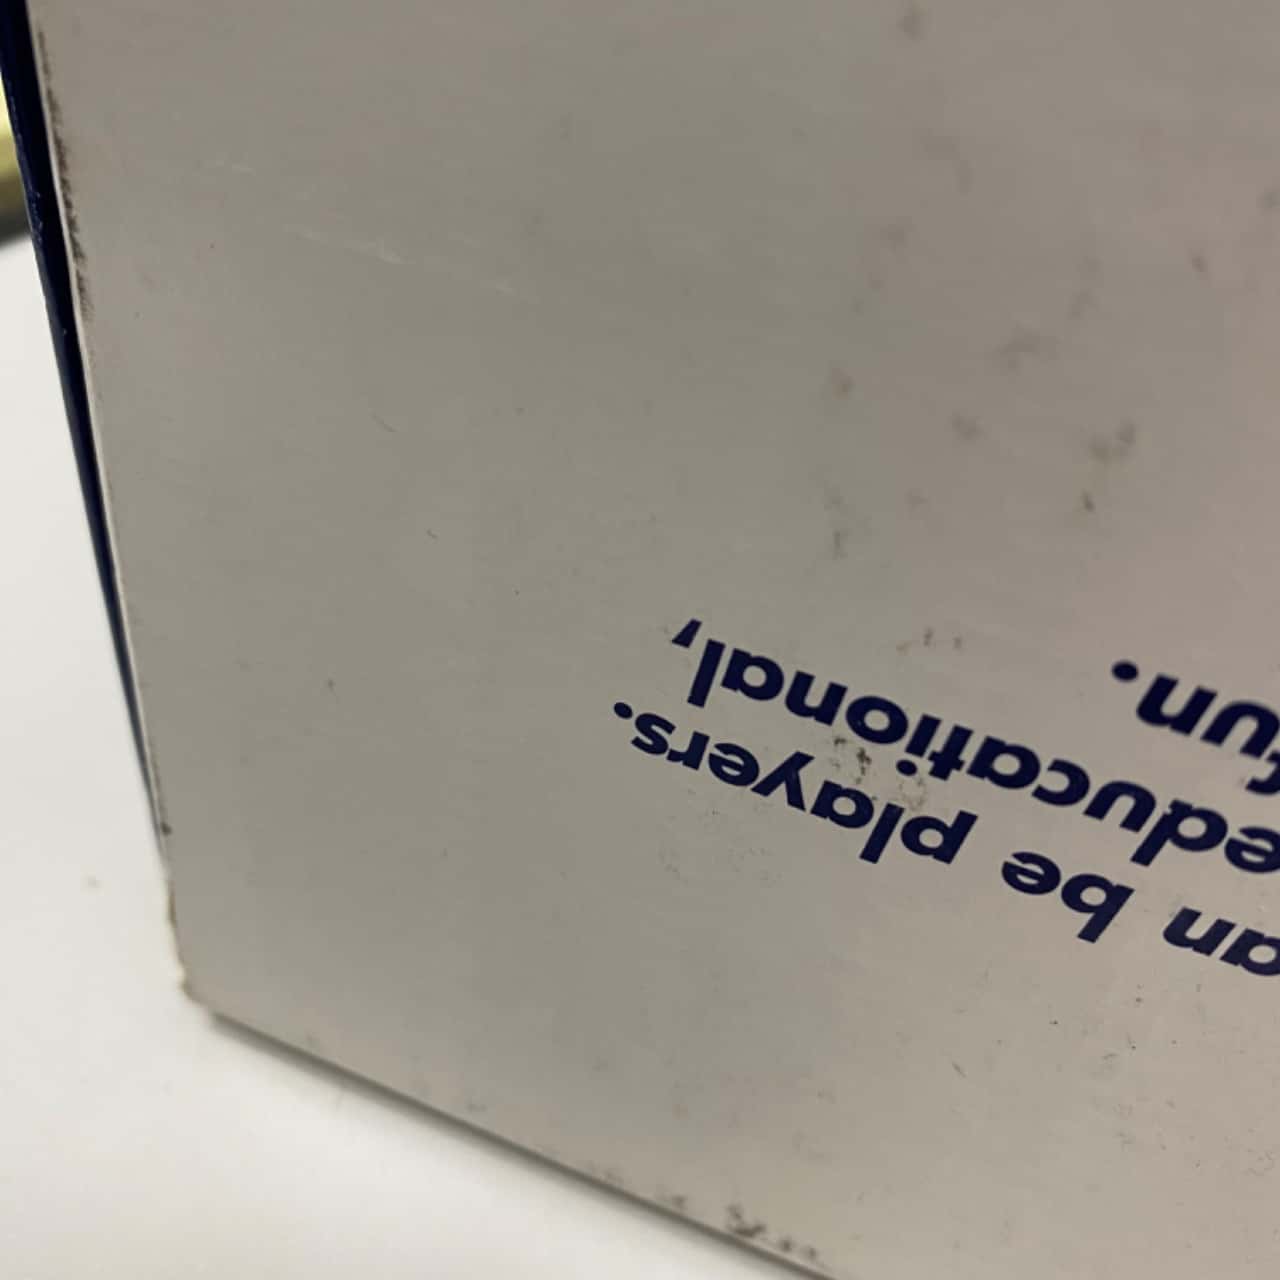 an be players.
educational,
fun.